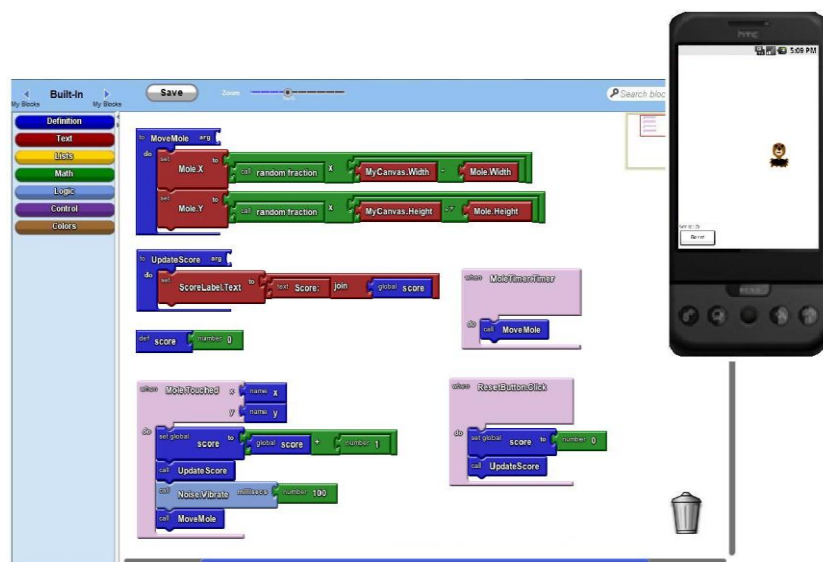 htc
5:09 PM
Built-In
My Blocks
My Blocks
Save
Zoom
Search bloc
Definition
Text
Lists
Math
Logic
Control
Colors
to MoveMole arg
do set Mole.X to call random fraction x MyCanvas.Width - Mole.Width
set Mole.Y to call random fraction x MyCanvas.Height - Mole.Height
to UpdateScore arg
do set ScoreLabel.Text to text Score: join global score
when MoleTimer.Timer
do call MoveMole
def score number 0
when Mole.Touched x name x
y name y
do set global score to global score + number 1
call UpdateScore
call Noise.Vibrate millisecs number 100
call MoveMole
when ResetButton.Click
do set global score to number 0
call UpdateScore
Reset